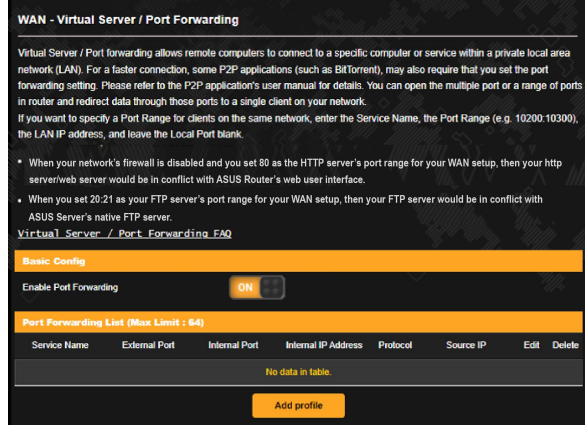 WAN - Virtual Server / Port Forwarding
Virtual Server / Port forwarding allows remote computers to connect to a specific computer or service within a private local area
network (LAN). For a faster connection, some P2P applications (such as BitTorrent), may also require that you set the port
forwarding setting. Please refer to the P2P application's user manual for details. You can open the multiple port or a range of ports
in router and redirect data through those ports to a single client on your network.
If you want to specify a Port Range for clients on the same network, enter the Service Name, the Port Range (e.g. 10200:10300),
the LAN IP address, and leave the Local Port blank.
• When your network's firewall is disabled and you set 80 as the HTTP server's port range for your WAN setup, then your http
server/web server would be in conflict with ASUS Router's web user interface.
• When you set 20:21 as your FTP server's port range for your WAN setup, then your FTP server would be in conflict with
ASUS Server's native FTP server.
Virtual Server / Port Forwarding FAQ
Basic Config
Enable Port Forwarding ON
Port Forwarding List (Max Limit : 64)
Service Name External Port Internal Port Internal IP Address Protocol Source IP Edit Delete
No data in table.
Add profile